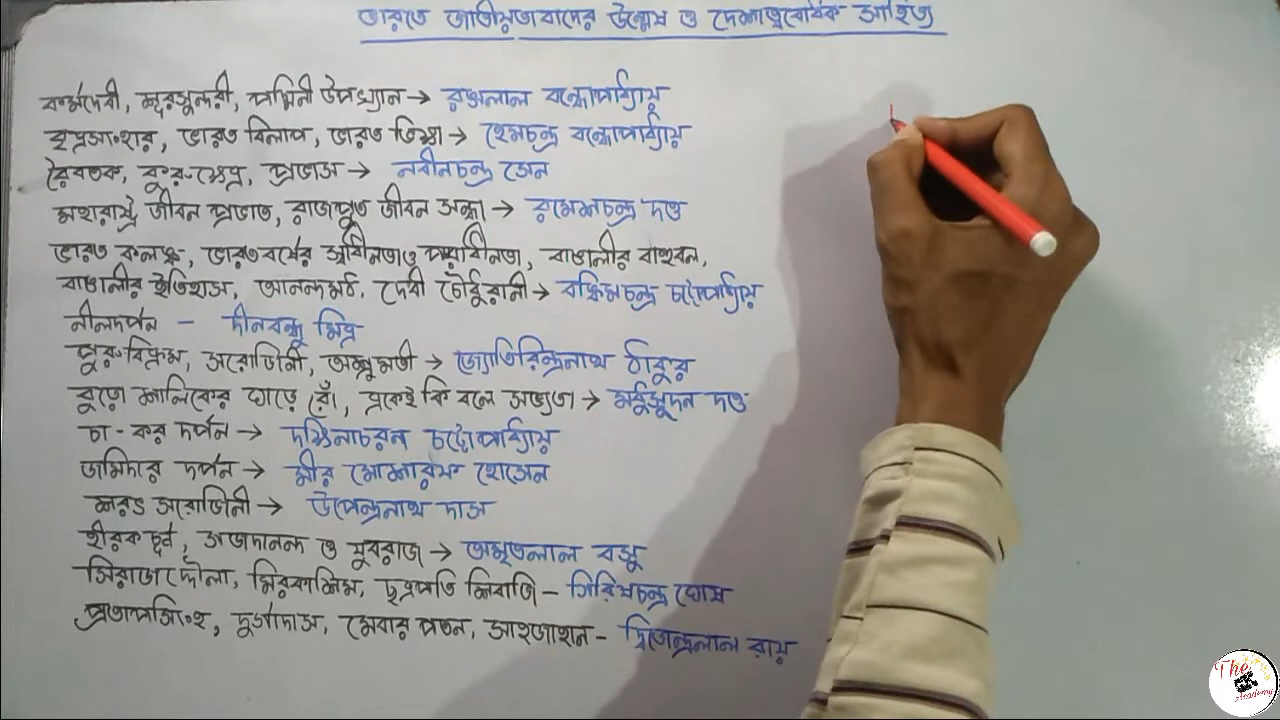 ভারতে জাতীয়তাবাদের উন্মেষ ও দেশাত্ববোধক সাহিত্য
কর্মদেবী, শূরসুন্দরী, পদ্মিনী উপখ্যান → রঙ্গলাল বন্দোপাধ্যায়
বৃত্রসংহার, ভারত বিলাপ, ভারত ভিক্ষা → হেমচন্দ্র বন্দোপাধ্যায়
রৈবতক, কুরুক্ষেত্র, প্রভাস → নবীনচন্দ্র সেন
মহারাষ্ট্র জীবন প্রভাত, রাজপুত জীবন সন্ধ্যা → রমেশচন্দ্র দত্ত
ভারত কলঙ্ক, ভারতবর্ষের স্বাধীনতাও পরাধীনতা, বাঙালীর বাহুবল,
বাঙালীর ইতিহাস, আনন্দমঠ, দেবী চৌধুরানী → বঙ্কিমচন্দ্র চট্টোপাধ্যায়
নীলদর্পন - দীনবন্ধু মিত্র
পুরুবিক্রম, সরোজিনী, অশ্রুমতী → জ্যোতিরিন্দ্রনাথ ঠাকুর
বুড়ো শালিকের ঘাড়ে রোঁ, একেই কি বলে সভ্যতা → মধুসুদন দত্ত
চা-কর দর্পন → দক্ষিনাচরন চট্টোপাধ্যায়
জমিদার দর্পন → মীর মোশারফ হোসেন
শরৎ সরোজিনী → উপেন্দ্রনাথ দাস
হীরক চূর্ণ, গজদানন্দ ও যুবরাজ → অমৃতলাল বসু
সিরাজদৌলা, মিরকাশিম, ছত্রপতি শিবাজি - গিরিশচন্দ্র ঘোষ
প্রতাপসিংহ, দুর্গাদাস, মেবার পতন, সাহজাহান - দ্বিজেন্দ্রলাল রায়
The
Academy